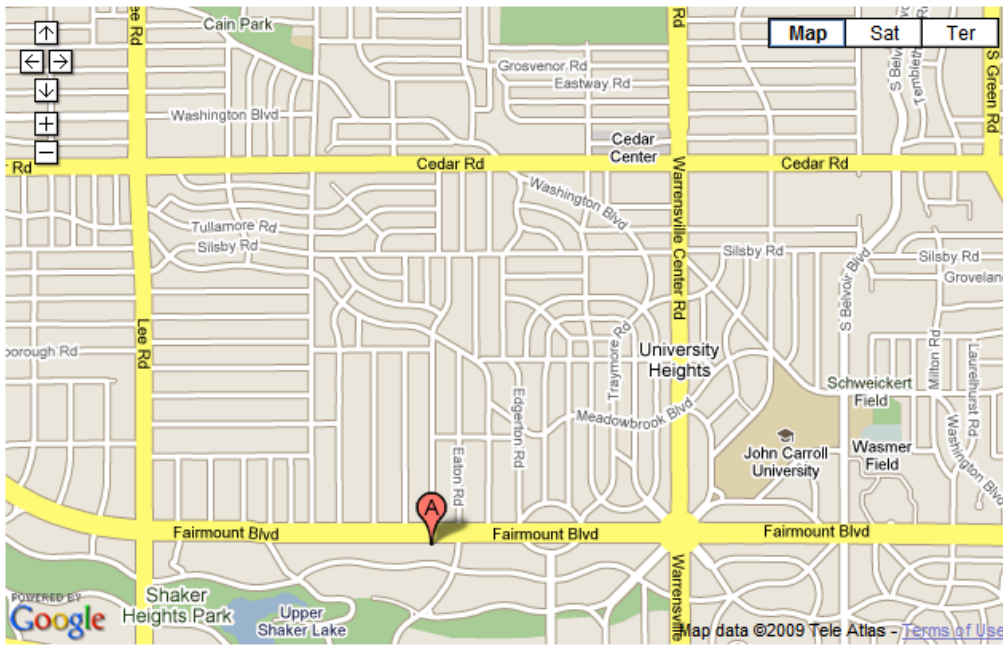 Lee Rd
Cain Park
Rd
Map
Sat
Ter
S Green Rd
S Belvoir
Grosvenor Rd
Eastway Rd
Washington Blvd
Cedar
Center
Rd
Cedar Rd
Cedar Rd
Washington Blvd
Warrensville Center Rd
Tullamore Rd
Silsby Rd
Silsby Rd
Silsby Rd
Groveland
S Belvoir Blvd
Lee Rd
borough Rd
Traymore Rd
University
Heights
Milton Rd
Laurelhurst Rd
Schweickert
Field
Edgerton Rd
Meadowbrook Blvd
Eaton Rd
John Carroll
University
Wasmer
Field
Washington Blvd
A
Fairmount Blvd
Fairmount Blvd
Fairmount Blvd
Warrensville
POWERED BY
Google
Shaker
Heights Park
Upper
Shaker Lake
Map data ©2009 Tele Atlas - Terms of Use